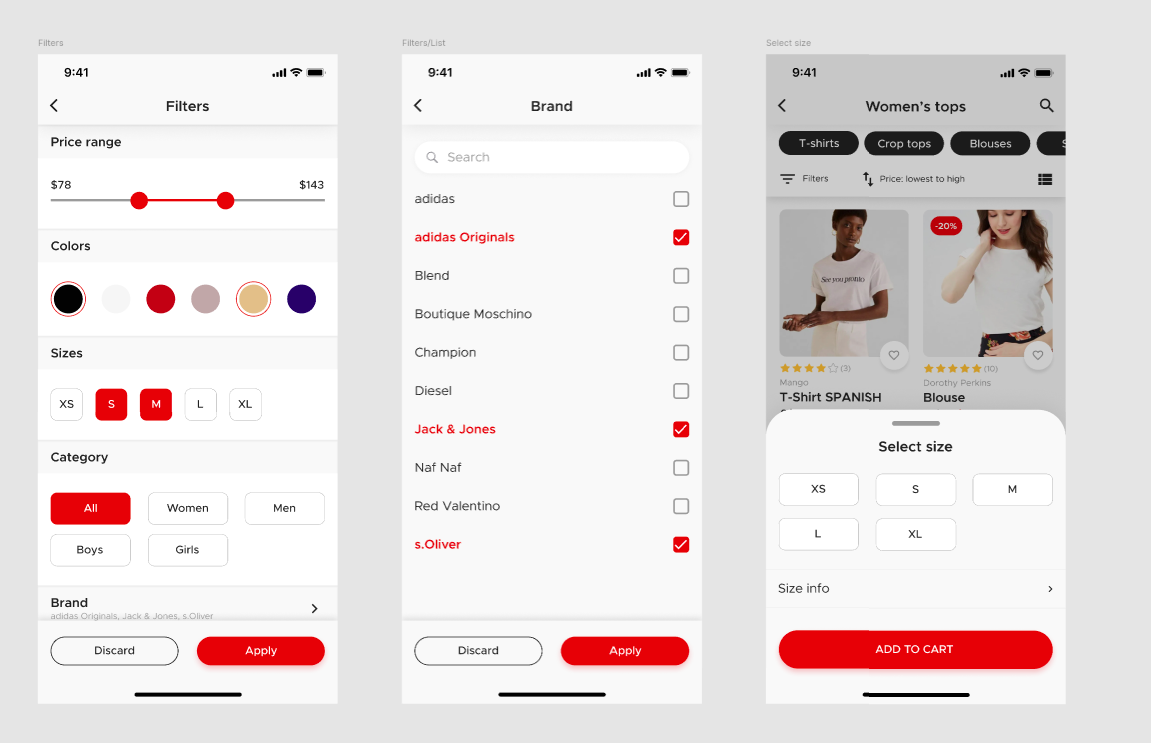 Filters
9:41
Filters
Price range
$78 $143
Colors
Sizes
XS S M L XL
Category
All Women Men
Boys Girls
Brand
adidas Originals, Jack & Jones, s.Oliver
Discard Apply
Filters/List
9:41
Brand
Search
adidas
adidas Originals
Blend
Boutique Moschino
Champion
Diesel
Jack & Jones
Naf Naf
Red Valentino
s.Oliver
Discard Apply
Select size
9:41
Women's tops
T-shirts Crop tops Blouses
Filters Price: lowest to high
-20%
See you pronto
(3) (10)
Mango Dorothy Perkins
T-Shirt SPANISH Blouse
Select size
XS S M
L XL
Size info
ADD TO CART